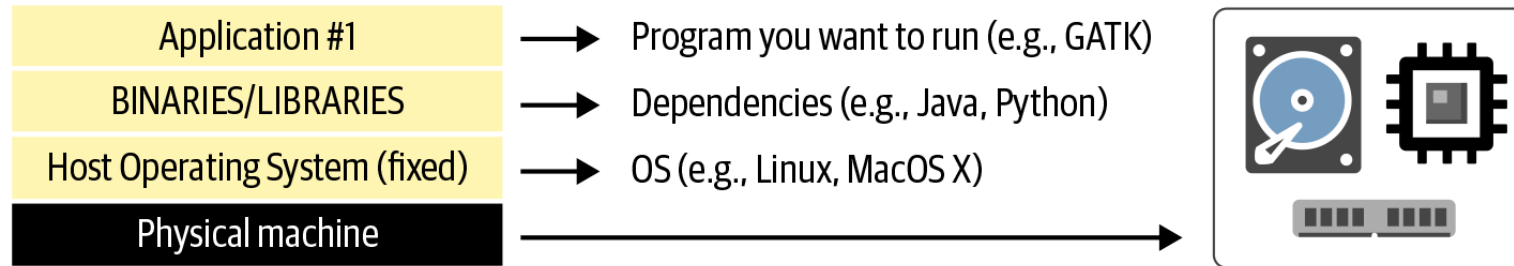 Application #1
Program you want to run (e.g., GATK)
BINARIES/LIBRARIES
Dependencies (e.g., Java, Python)
Host Operating System (fixed)
OS (e.g., Linux, MacOS X)
Physical machine